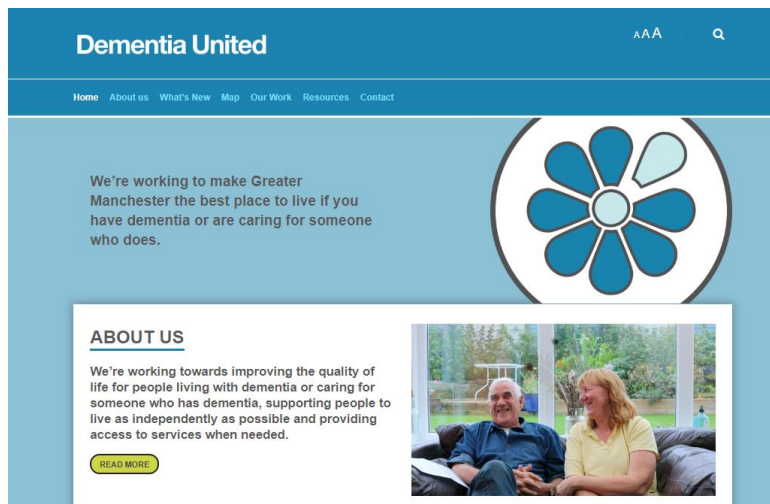 Dementia United
AAA
Home About us What's New Map Our Work Resources Contact
We're working to make Greater
Manchester the best place to live if you
have dementia or are caring for someone
who does.
ABOUT US
We're working towards improving the quality of
life for people living with dementia or caring for
someone who has dementia, supporting people to
live as independently as possible and providing
access to services when needed.
READ MORE